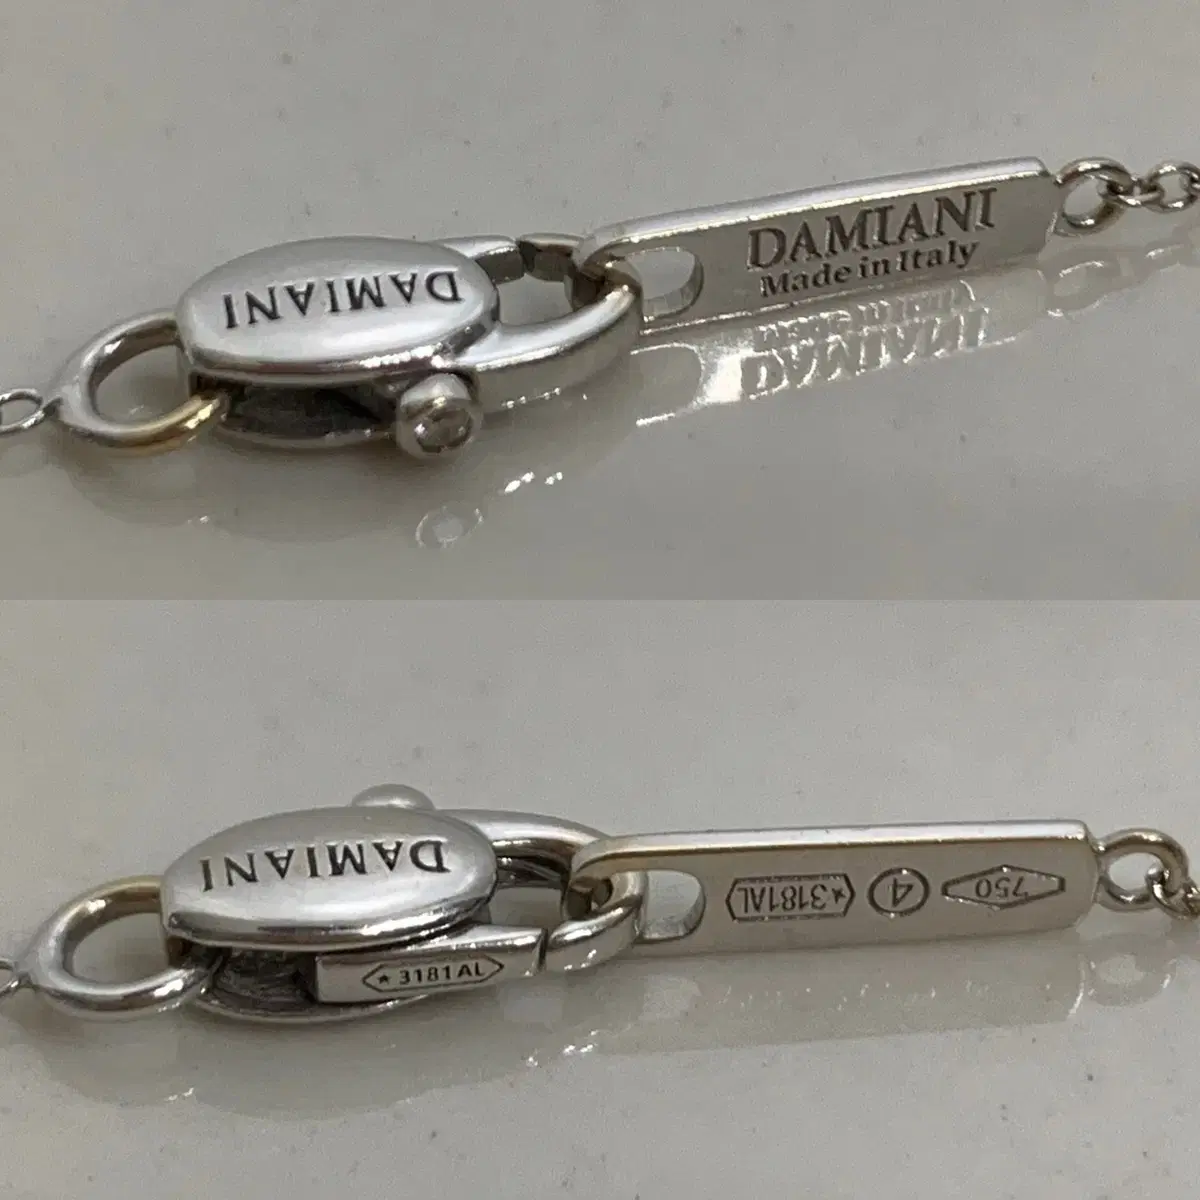 DAMIANI
DAMIANI
Made in Italy
DAMIANI
★3181AL
★3181AL
4
750